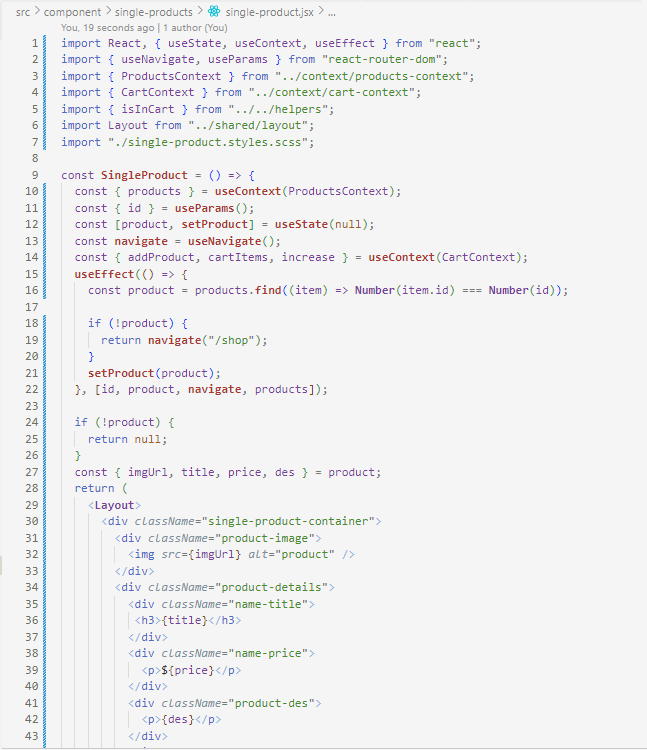 src > component > single-products > single-product.jsx > ...
You, 19 seconds ago | 1 author (You)
1 import React, { useState, useContext, useEffect } from "react";
2 import { useNavigate, useParams } from "react-router-dom";
3 import { ProductsContext } from "../context/products-context";
4 import { CartContext } from "../context/cart-context";
5 import { isInCart } from "../../helpers";
6 import Layout from "../shared/layout";
7 import "./single-product.styles.scss";
8
9 const SingleProduct = () => {
10 const { products } = useContext(ProductsContext);
11 const { id } = useParams();
12 const [product, setProduct] = useState(null);
13 const navigate = useNavigate();
14 const { addProduct, cartItems, increase } = useContext(CartContext);
15 useEffect(() => {
16 const product = products.find((item) => Number(item.id) === Number(id));
17
18 if (!product) {
19 return navigate("/shop");
20 }
21 setProduct(product);
22 }, [id, product, navigate, products]);
23
24 if (!product) {
25 return null;
26 }
27 const { imgUrl, title, price, des } = product;
28 return (
29 <Layout>
30 <div className="single-product-container">
31 <div className="product-image">
32 <img src={imgUrl} alt="product" />
33 </div>
34 <div className="product-details">
35 <div className="name-title">
36 <h3>{title}</h3>
37 </div>
38 <div className="name-price">
39 <p>${price}</p>
40 </div>
41 <div className="product-des">
42 <p>{des}</p>
43 </div>